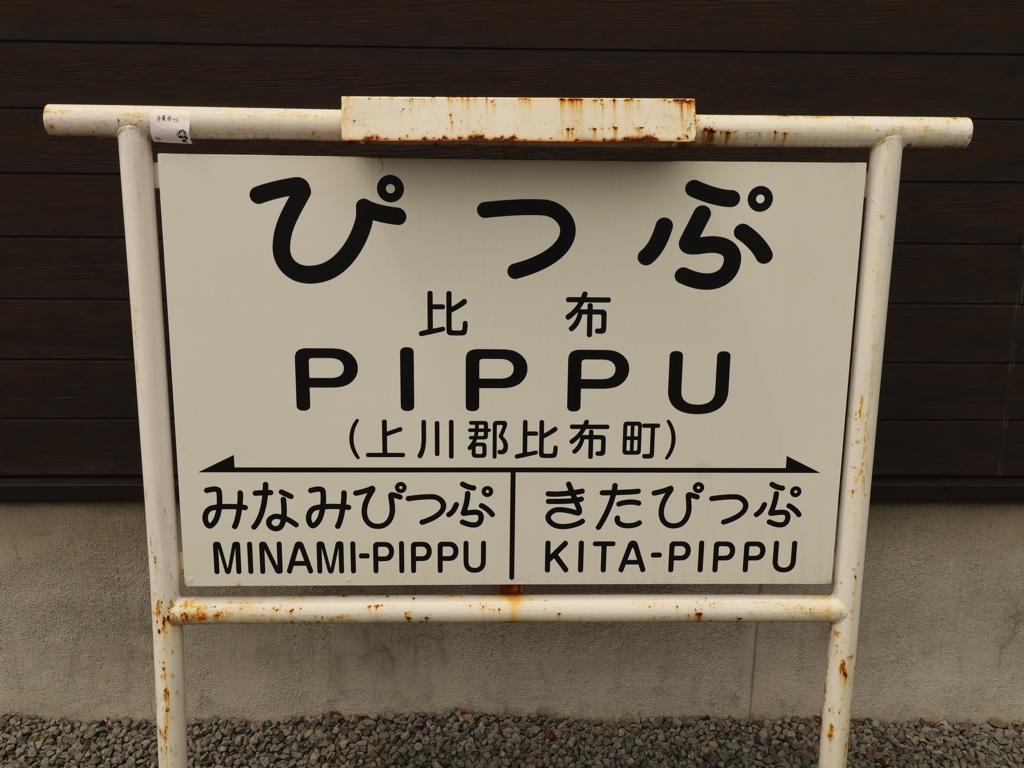 ぴっぷ
比布
PIPPU
(上川郡比布町)
みなみぴっぷ きたぴっぷ
MINAMI-PIPPU KITA-PIPPU